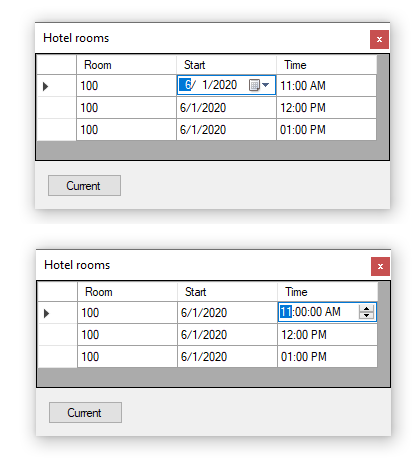 Hotel rooms x
Room Start Time
100 6/ 1/2020 11:00 AM
100 6/1/2020 12:00 PM
100 6/1/2020 01:00 PM
Current
Hotel rooms x
Room Start Time
100 6/1/2020 11:00:00 AM
100 6/1/2020 12:00 PM
100 6/1/2020 01:00 PM
Current